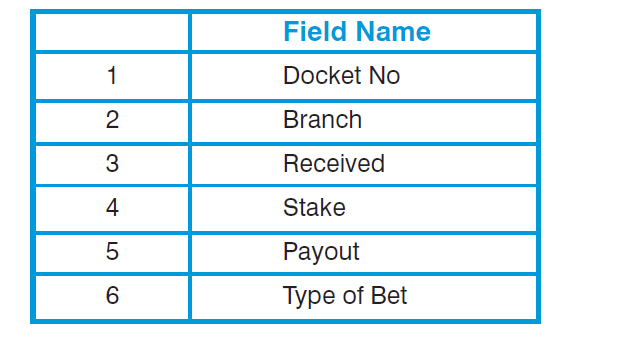 Field Name
1 Docket No
2 Branch
3 Received
4 Stake
5 Payout
6 Type of Bet